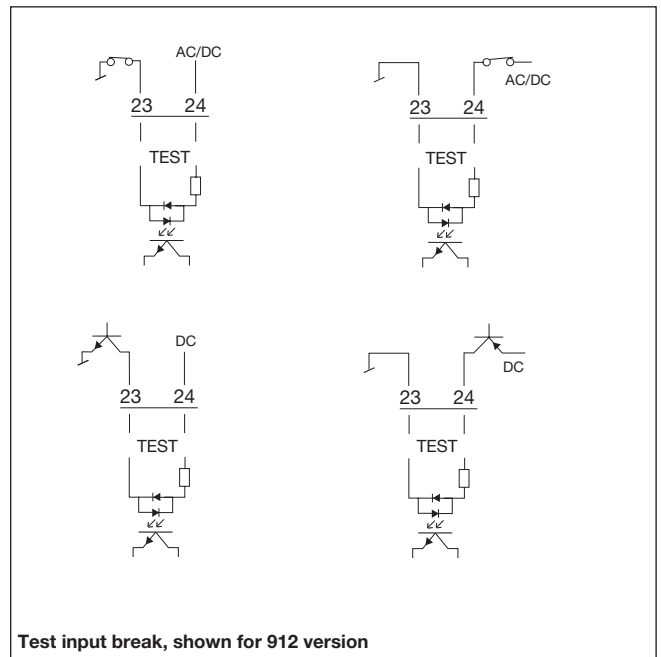 AC/DC
23 24
TEST
AC/DC
23 24
TEST
DC
23 24
TEST
DC
23 24
TEST
Test input break, shown for 912 version